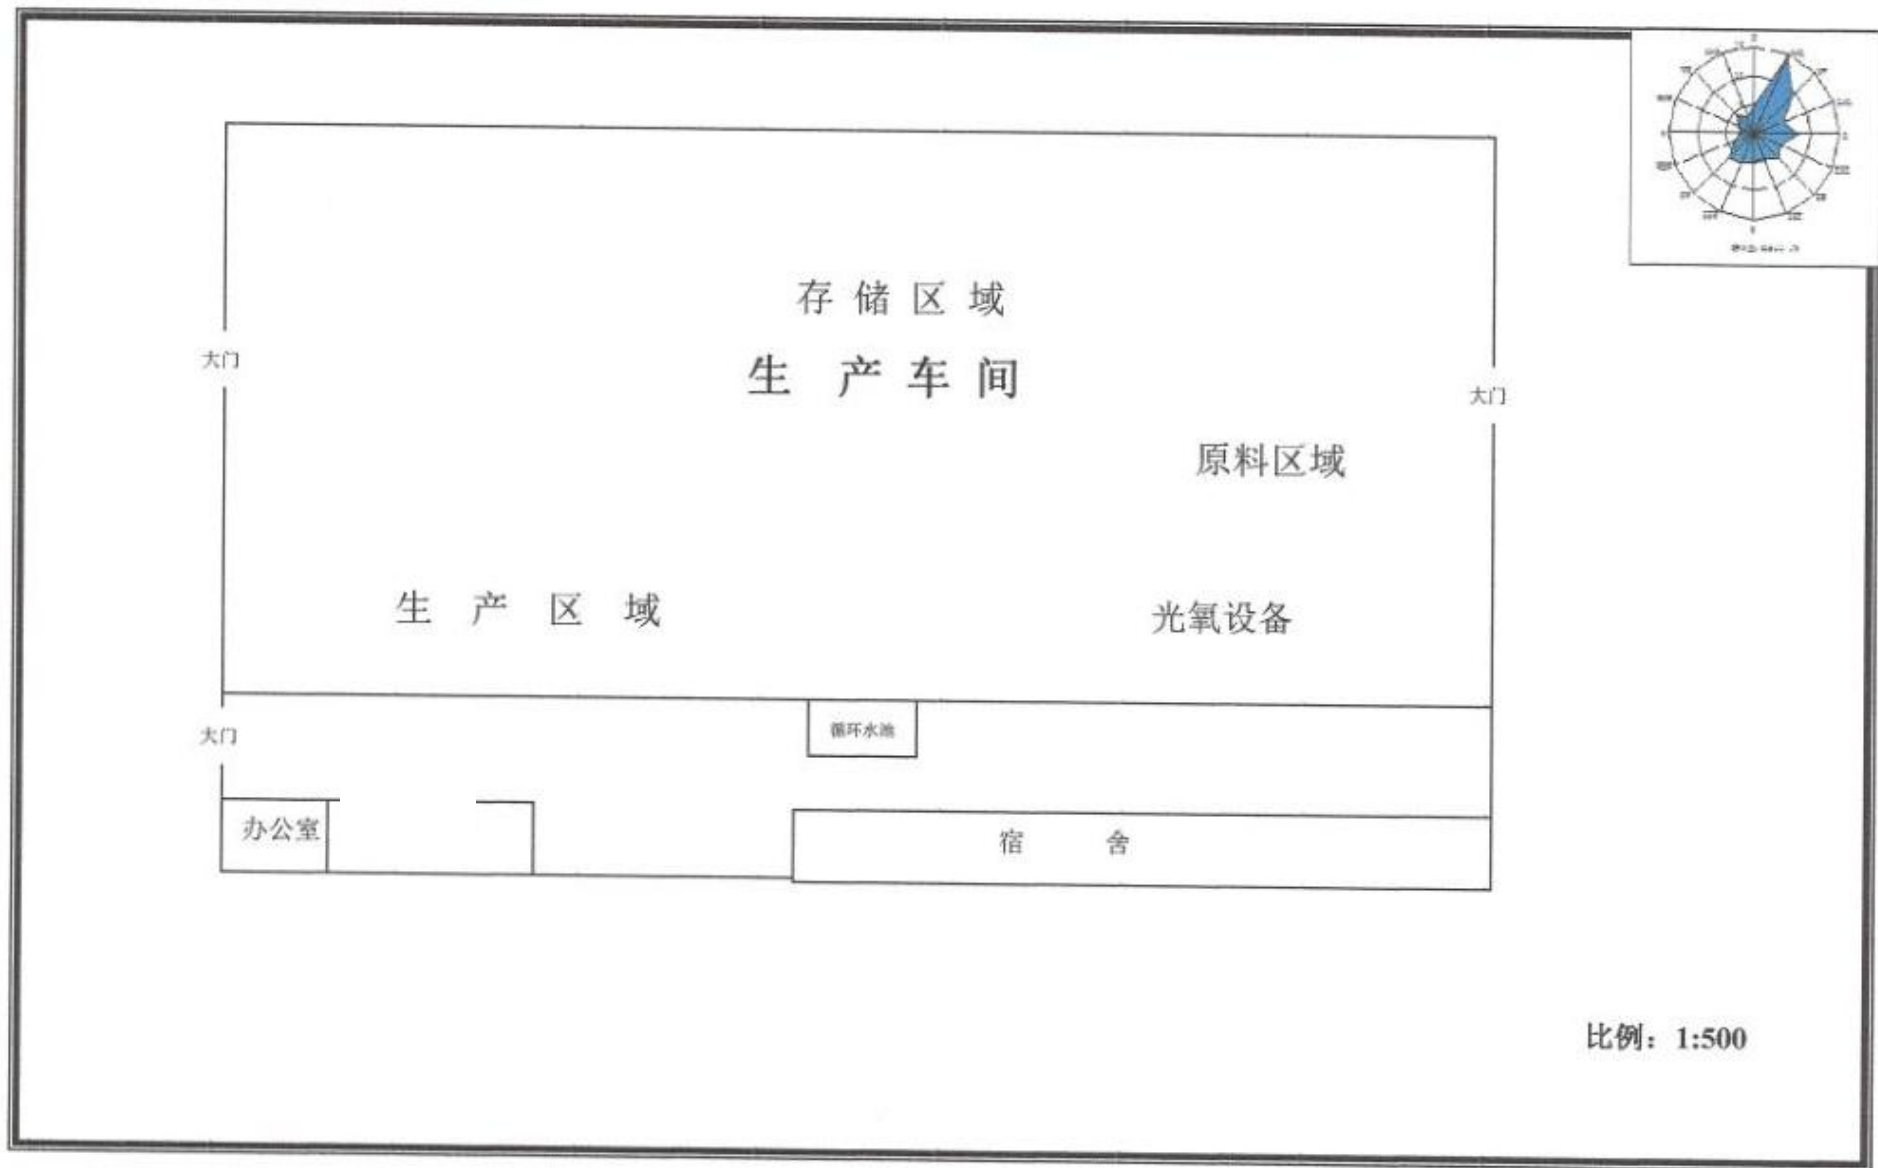 存储区域
大门
生产车间
大门
原料区域
生产区域
光氧设备
循环水池
大门
办公室
宿舍
比例：1:500